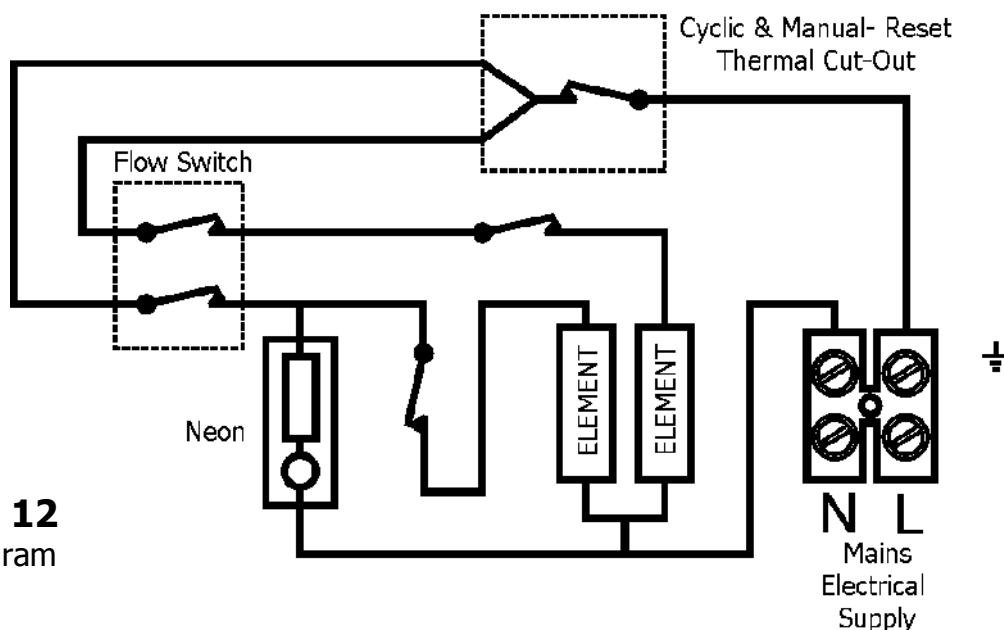 Cyclic & Manual- Reset
Thermal Cut-Out
Flow Switch
Neon
ELEMENT
ELEMENT
12
ram
N L
Mains
Electrical
Supply